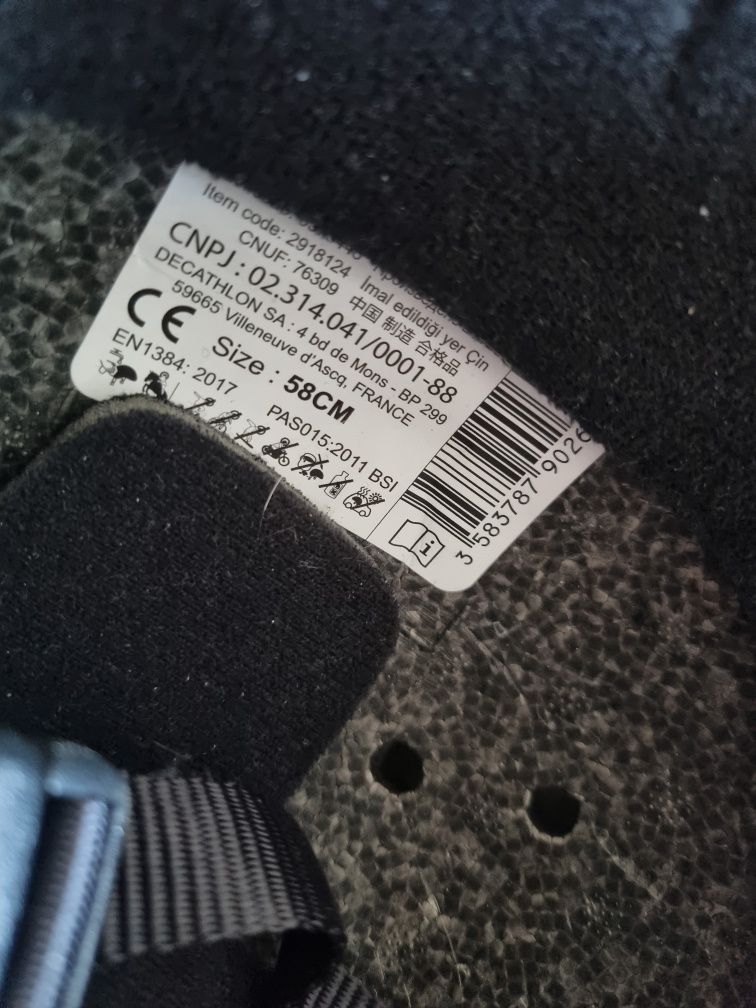 Item code: 2918124 İmal edildiği yer Çin
CNUF: 76309 中国 制造 合格品
CNPJ : 02.314.041/0001-88
DECATHLON SA : 4 bd de Mons - BP 299
59665 Villeneuve d'Ascq, FRANCE
CE Size : 58CM
EN1384: 2017 PAS015:2011 BSI
3 583787 9026